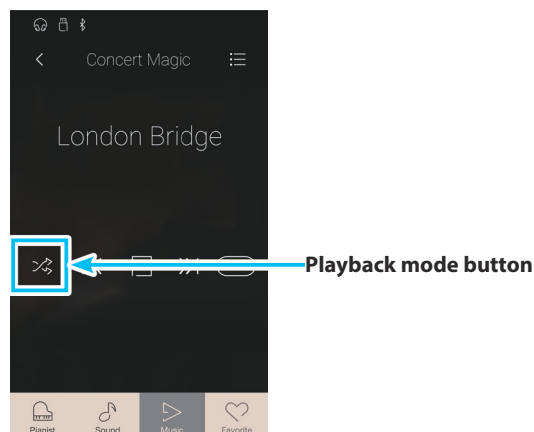 Concert Magic
London Bridge
Playback mode button
Pianist Sound Music Favorite